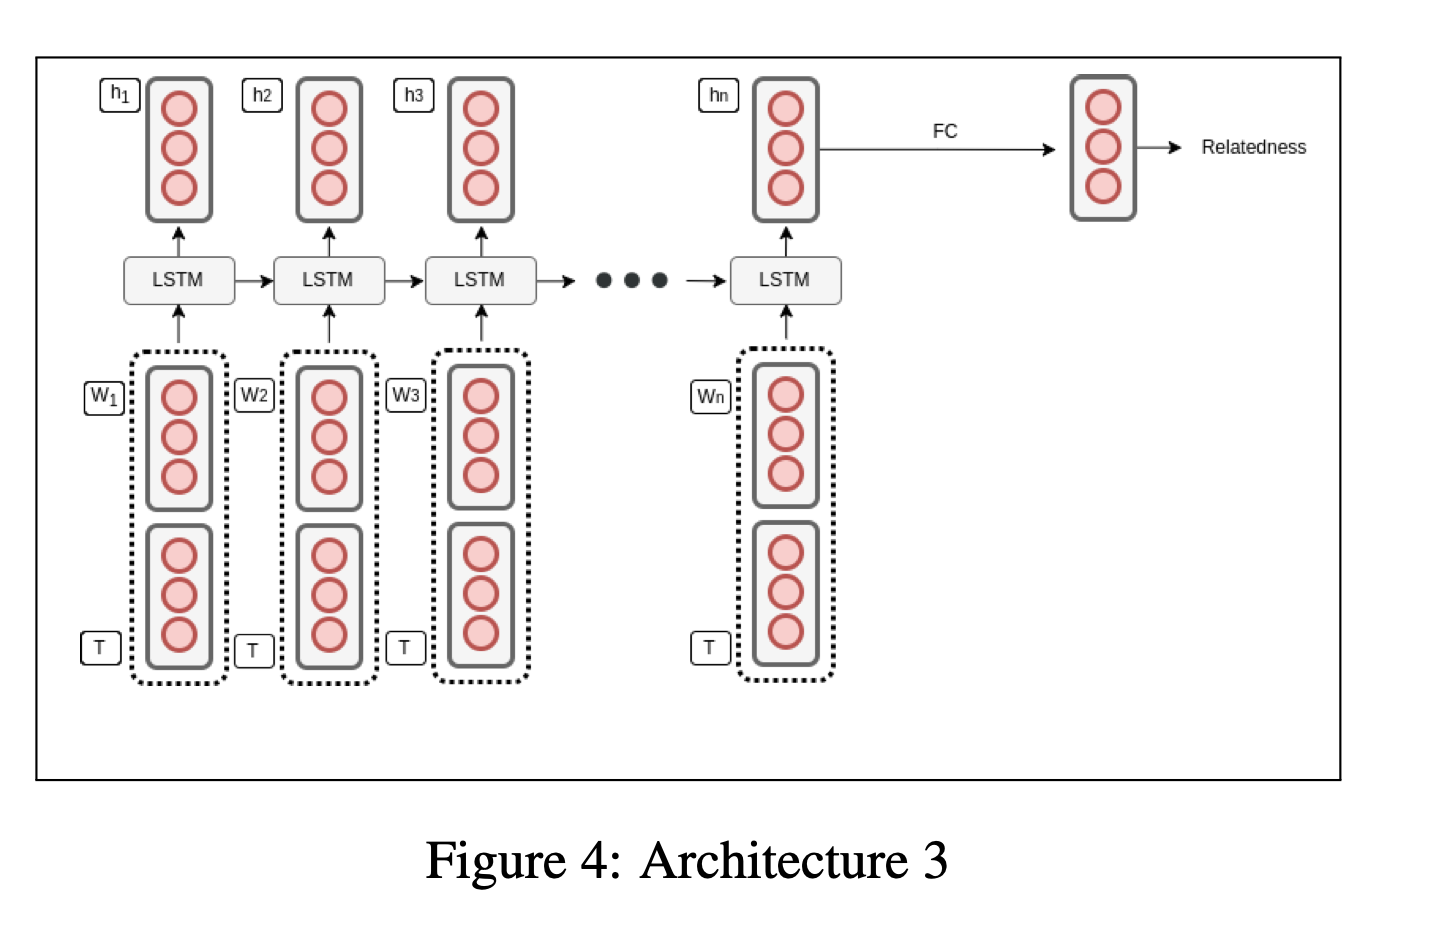 h1 h2 h3 hn
FC
Relatedness
LSTM LSTM LSTM LSTM
W1 W2 W3 Wn
T T T T
Figure 4: Architecture 3